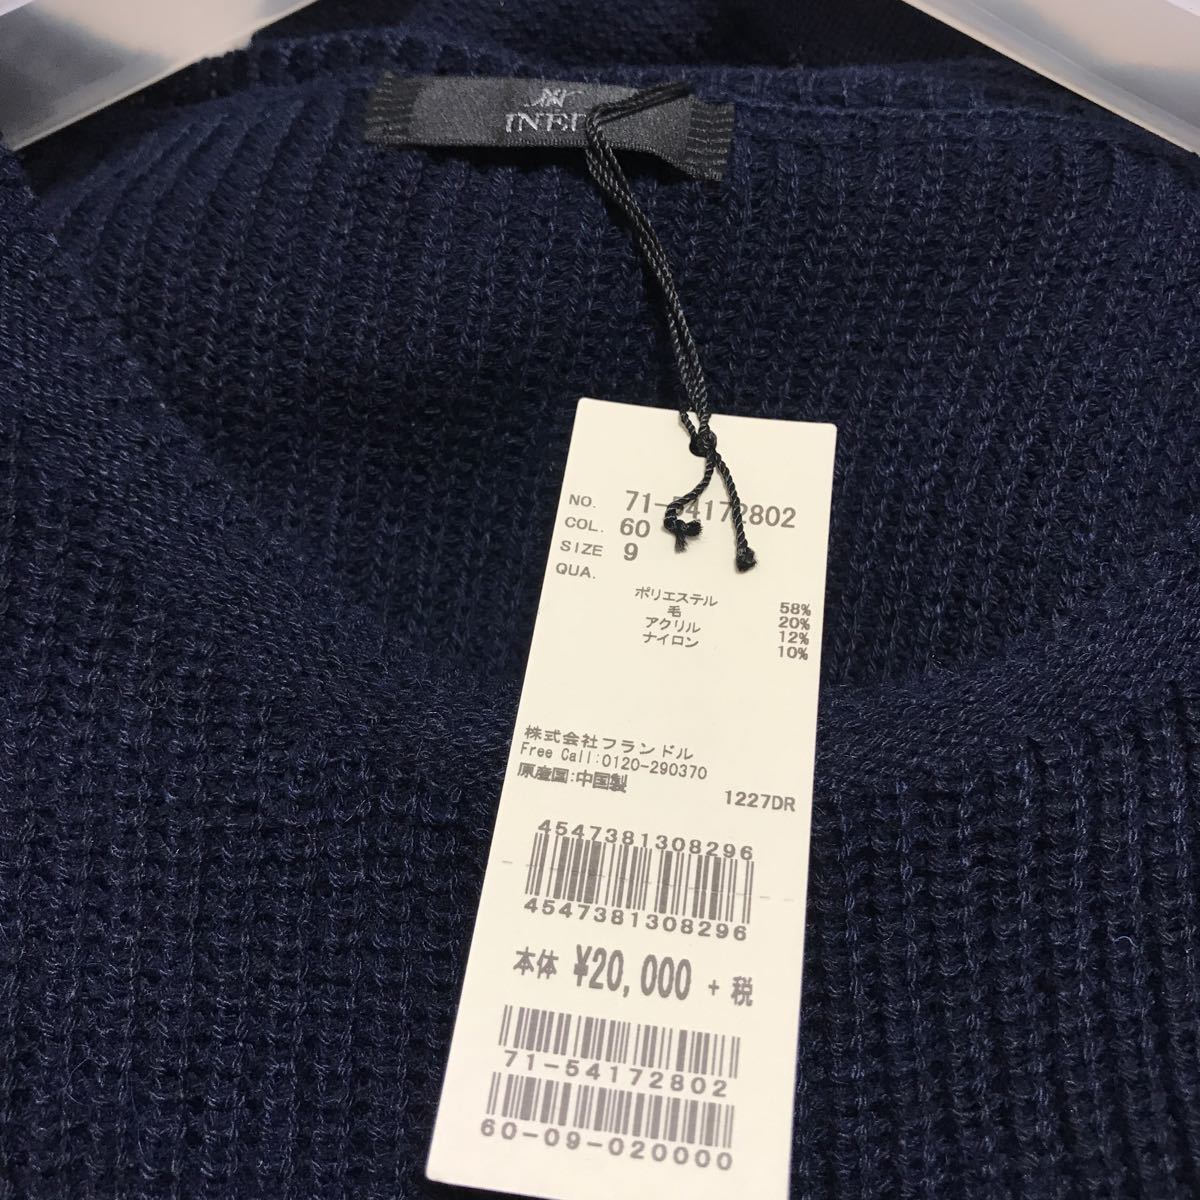 INED
NO. 71-54172802
COL. 60
SIZE 9
QUA.
ポリエステル 58%
毛 20%
アクリル 12%
ナイロン 10%
株式会社フランドル
Free Call:0120-290370
原産国:中国製
1227DR
4547381308296
4547381308296
本体 ¥20,000 + 税
71-54172802
60-09-020000